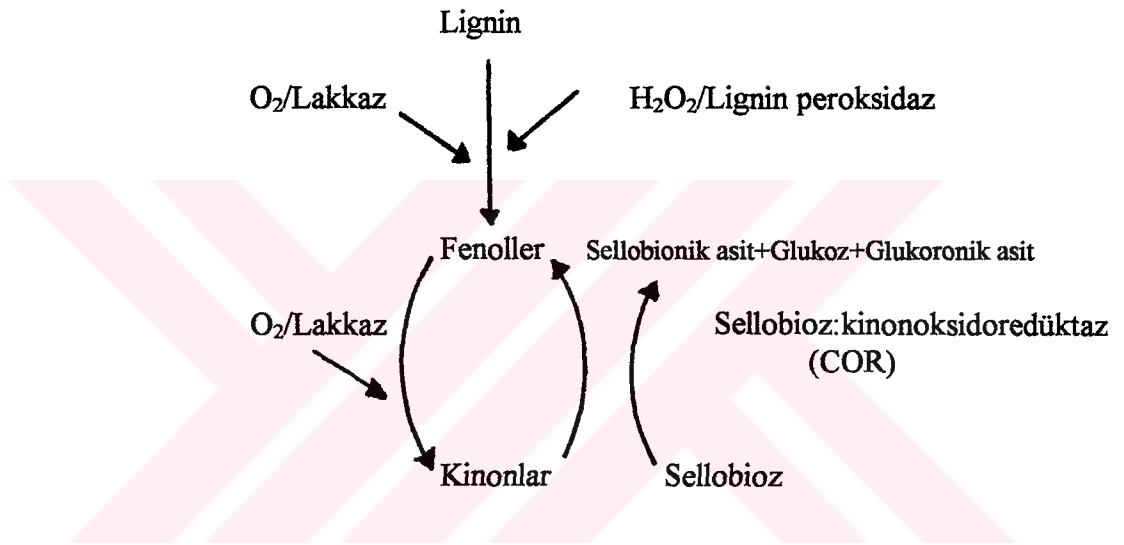 Lignin
O₂/Lakkaz
H₂O₂/Lignin peroksidaz
Fenoller
Sellobionik asit+Glukoz+Glukoronik asit
O₂/Lakkaz
Sellobioz:kinonoksidoredüktaz
(COR)
Kinonlar
Sellobioz